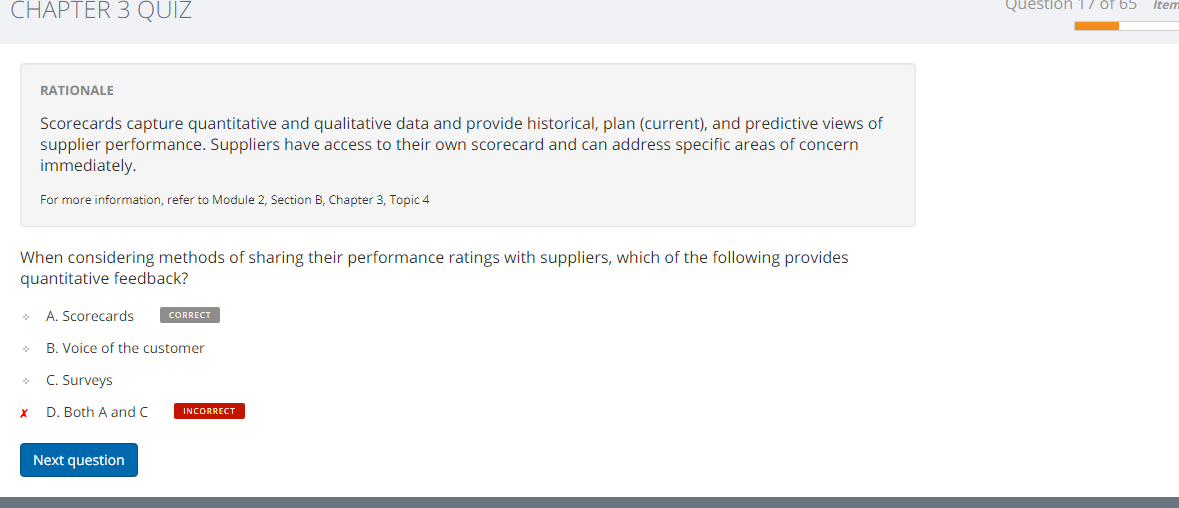 CHAPTER 3 QUIZ
Question 17 of 65 Item
RATIONALE
Scorecards capture quantitative and qualitative data and provide historical, plan (current), and predictive views of
supplier performance. Suppliers have access to their own scorecard and can address specific areas of concern
immediately.
For more information, refer to Module 2, Section B, Chapter 3, Topic 4
When considering methods of sharing their performance ratings with suppliers, which of the following provides
quantitative feedback?
A. Scorecards CORRECT
B. Voice of the customer
C. Surveys
✗ D. Both A and C INCORRECT
Next question